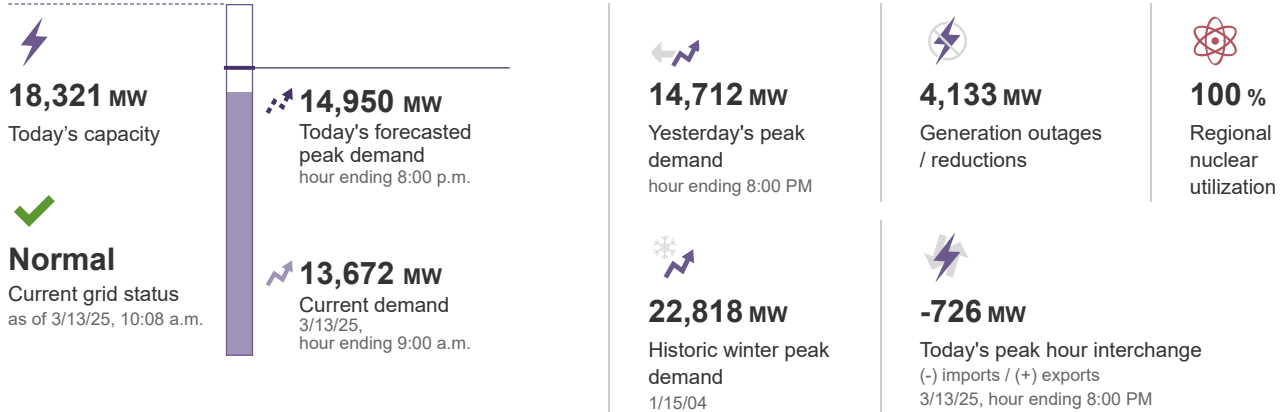 18,321 MW
Today's capacity
Normal
Current grid status
as of 3/13/25, 10:08 a.m.
14,950 MW
Today's forecasted
peak demand
hour ending 8:00 p.m.
13,672 MW
Current demand
3/13/25,
hour ending 9:00 a.m.
14,712 MW
Yesterday's peak
demand
hour ending 8:00 PM
4,133 MW
Generation outages
/ reductions
100 %
Regional
nuclear
utilization
22,818 MW
Historic winter peak
demand
1/15/04
-726 MW
Today's peak hour interchange
(-) imports / (+) exports
3/13/25, hour ending 8:00 PM